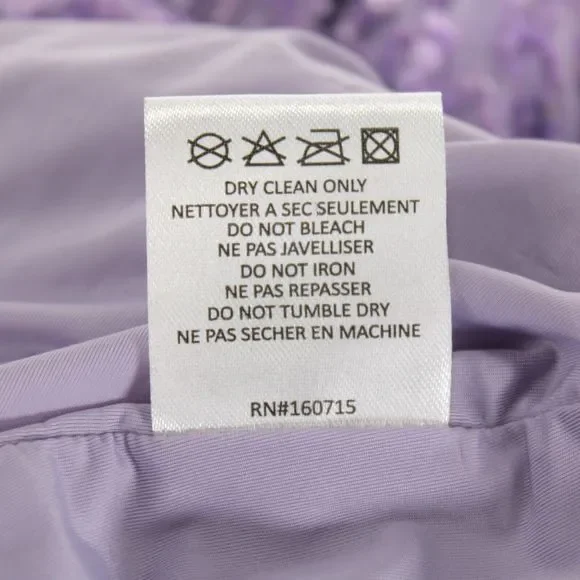 DRY CLEAN ONLY
NETTOYER A SEC SEULEMENT
DO NOT BLEACH
NE PAS JAVELLISER
DO NOT IRON
NE PAS REPASSER
DO NOT TUMBLE DRY
NE PAS SECHER EN MACHINE
RN#160715